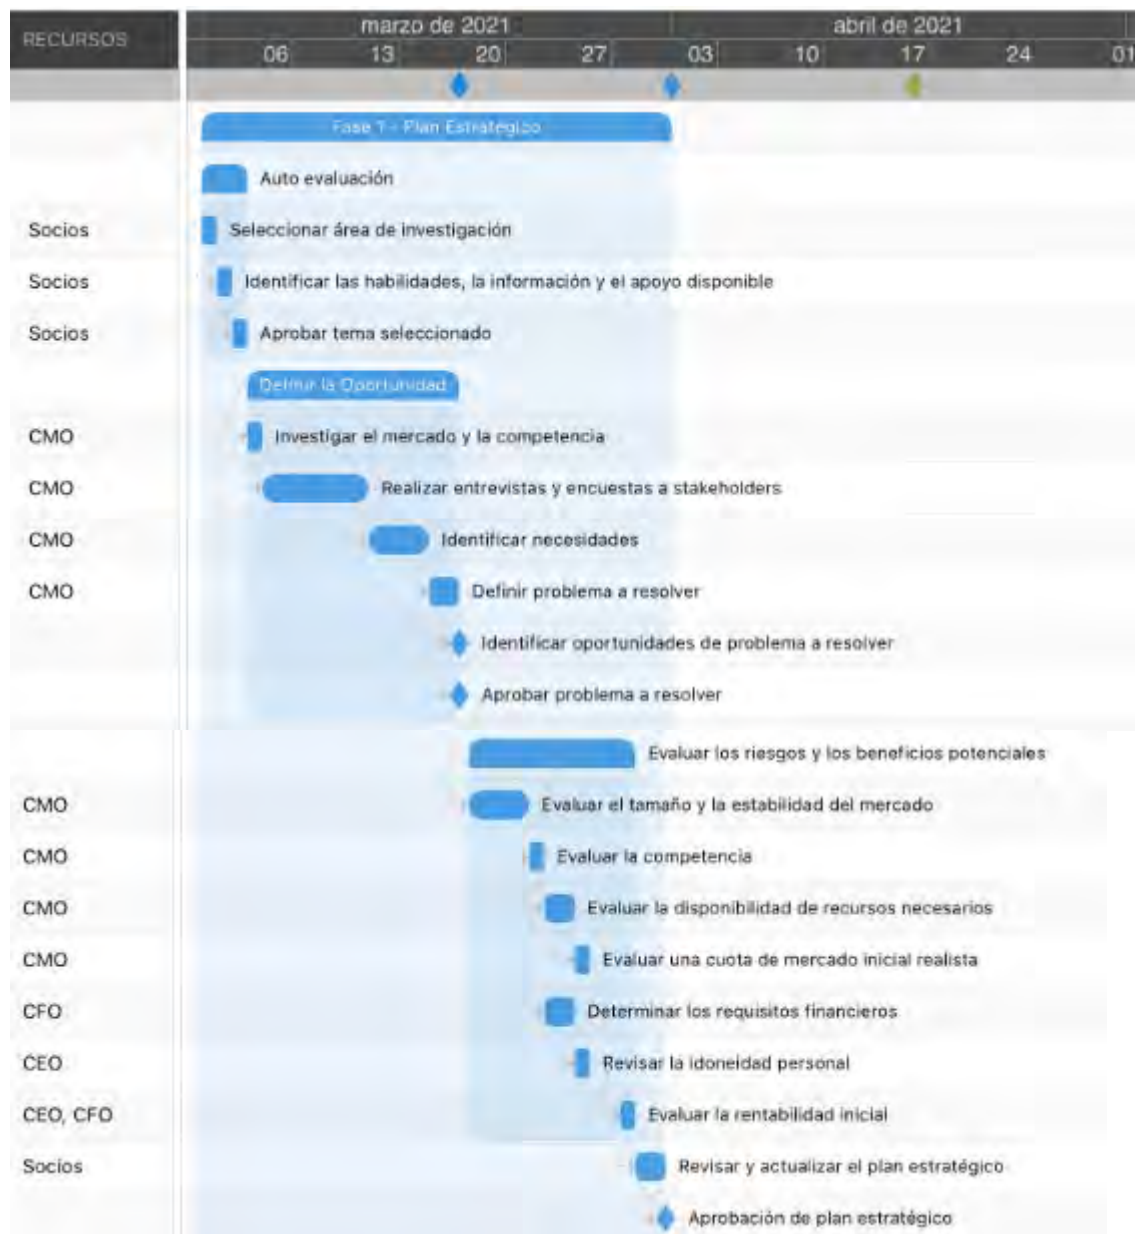 RECURSOS
marzo de 2021 abril de 2021
06 13 20 27 03 10 17 24 01
Fase 1 - Plan Estratégico
Auto evaluación
Socios Seleccionar área de investigación
Socios Identificar las habilidades, la información y el apoyo disponible
Socios Aprobar tema seleccionado
Definir la Oportunidad
CMO Investigar el mercado y la competencia
CMO Realizar entrevistas y encuestas a stakeholders
CMO Identificar necesidades
CMO Definir problema a resolver
Identificar oportunidades de problema a resolver
Aprobar problema a resolver
Evaluar los riesgos y los beneficios potenciales
CMO Evaluar el tamaño y la estabilidad del mercado
CMO Evaluar la competencia
CMO Evaluar la disponibilidad de recursos necesarios
CMO Evaluar una cuota de mercado inicial realista
CFO Determinar los requisitos financieros
CEO Revisar la idoneidad personal
CEO, CFO Evaluar la rentabilidad inicial
Socios Revisar y actualizar el plan estratégico
Aprobación de plan estratégico